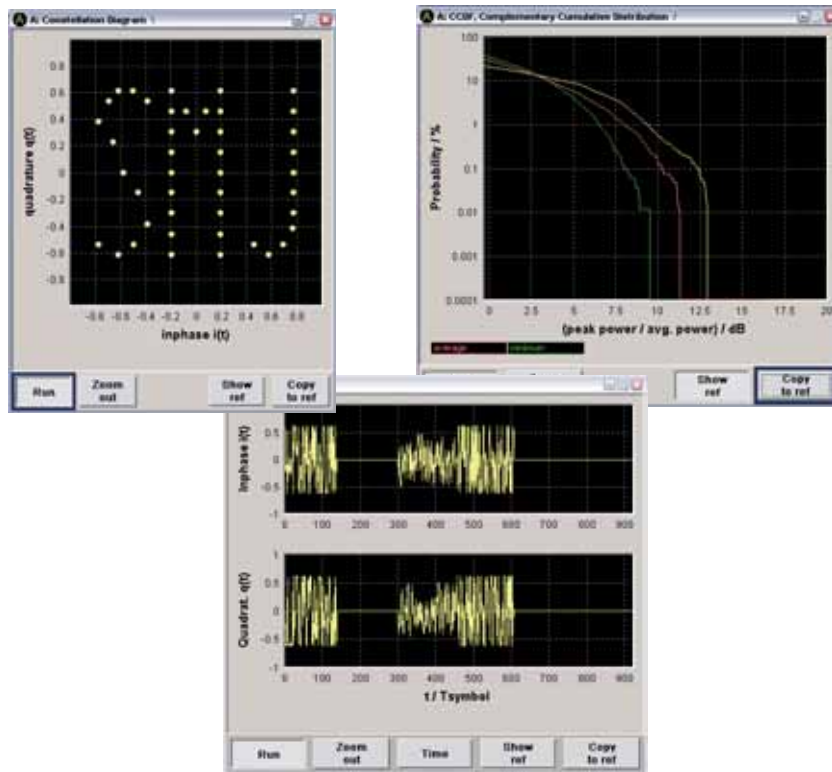 A: Constellation Diagram 1
quadrature q(t)
0.8
0.6
0.4
0.2
0
-0.2
-0.4
-0.6
-0.8
-0.8 -0.6 -0.4 -0.2 0 0.2 0.4 0.6 0.8
inphase i(t)
Run
Zoom out
Show ref
Copy to ref
A: CCDF, Complementary Cumulative Distribution
Probability / %
100
10
1
0.1
0.01
0.001
0.0001
0 2.5 5 7.5 10 12.5 15 17.5 20
(peak power / avg. power) / dB
average minimum
Show ref
Copy to ref
Inphase i(t)
0.5
0
-0.5
-1
0 100 200 300 400 500 600 700 800 900
Quadrat. q(t)
1
0.5
0
-0.5
-1
0 100 200 300 400 500 600 700 800 900
t / Tsymbol
Run
Zoom out
Time
Show ref
Copy to ref